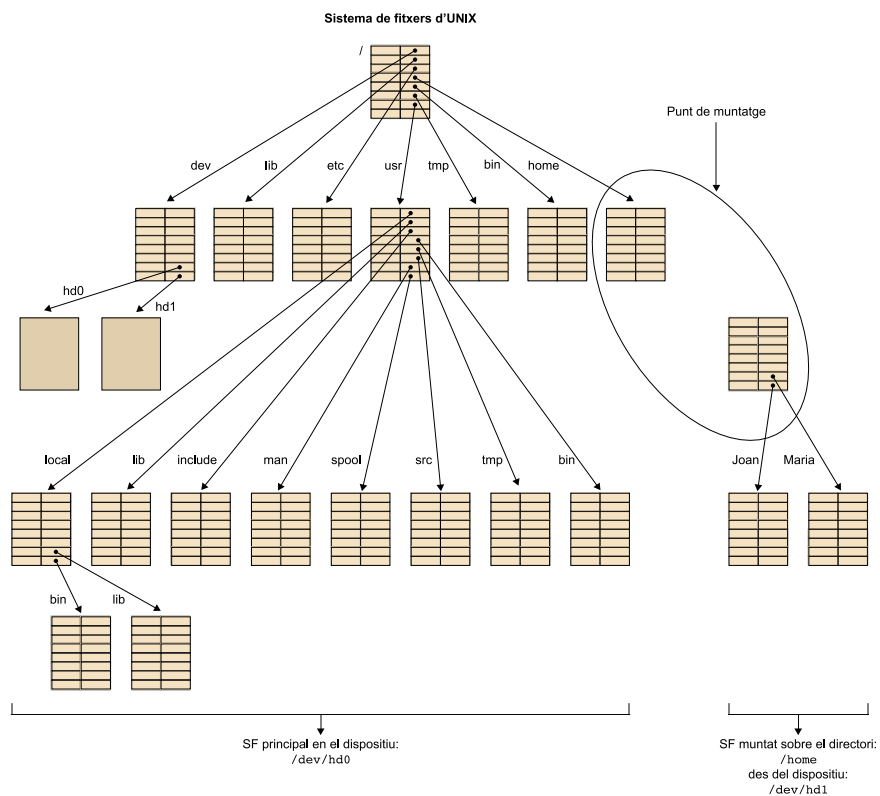 Sistema de fitxers d'UNIX
/
Punt de muntatge
dev
lib
etc
usr
tmp
bin
home
hd0
hd1
local
lib
include
man
spool
src
tmp
bin
Joan
Maria
bin
lib
SF principal en el dispositiu:
/dev/hd0
SF muntat sobre el directori:
/home
des del dispositiu:
/dev/hd1